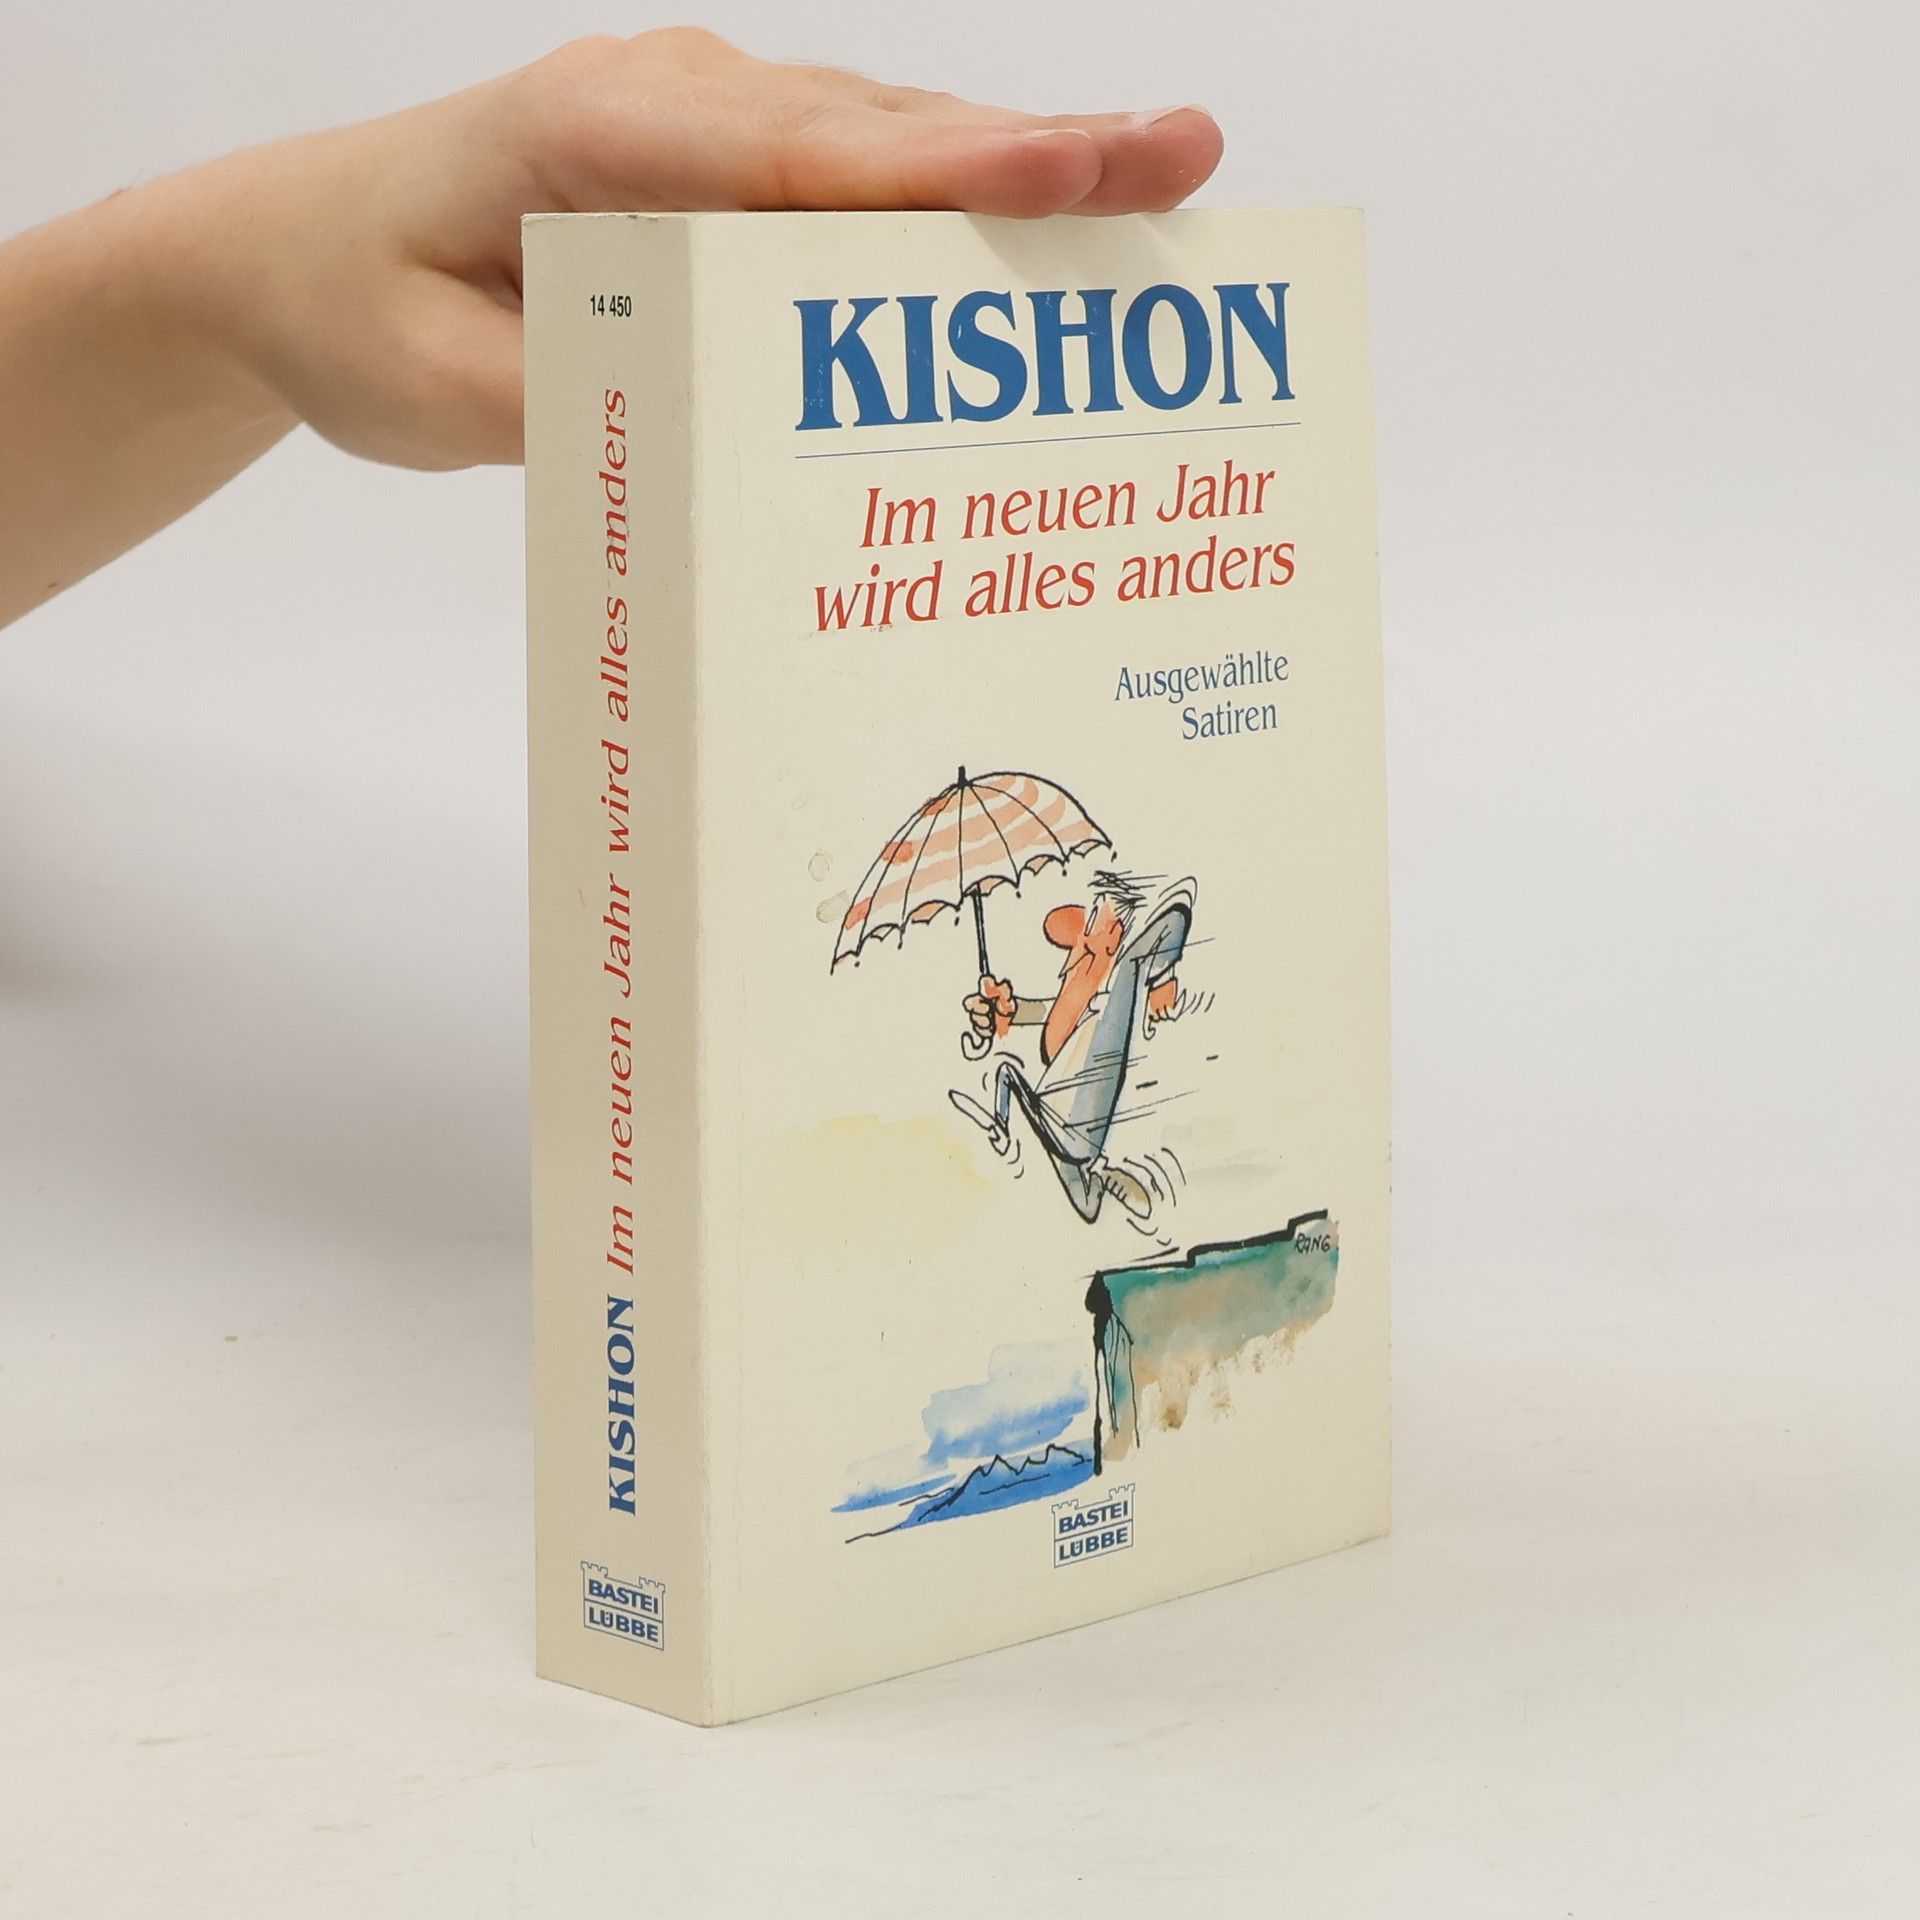 14 450
KISHON Im neuen Jahr wird alles anders
BASTEI
LÜBBE
KISHON
Im neuen Jahr
wird alles anders
Ausgewählte
Satiren
RANG
BASTEI
LÜBBE